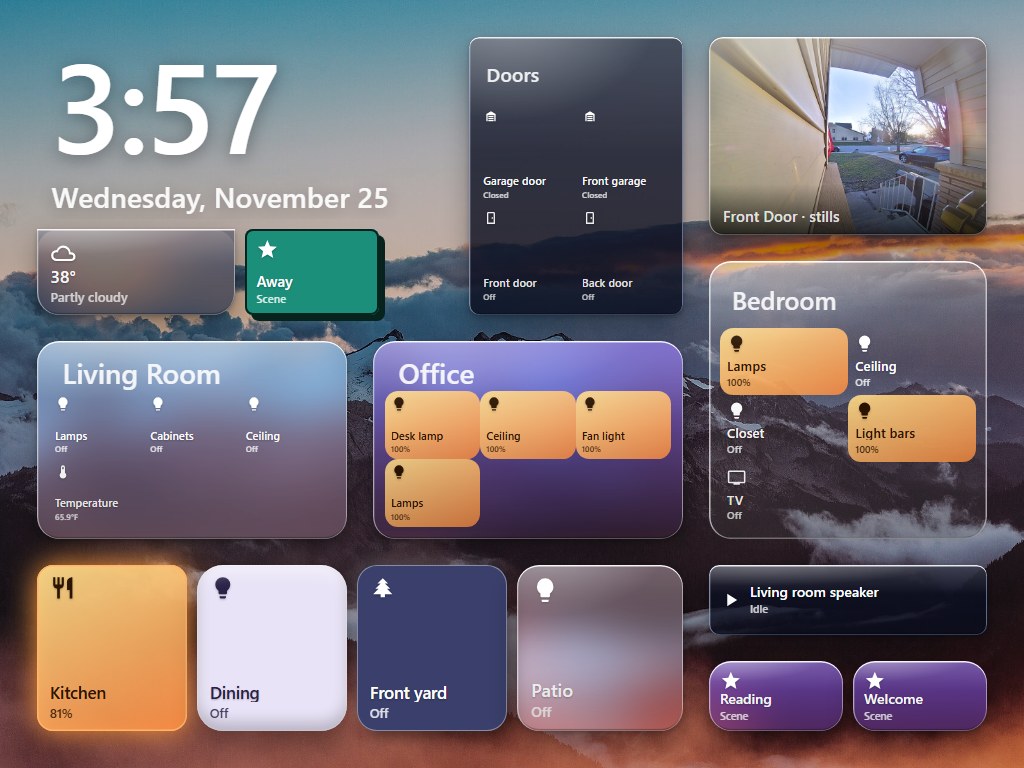 3:57
Wednesday, November 25
38°
Partly cloudy
Away
Scene
Doors
Garage door
Closed
Front garage
Closed
Front door
Off
Back door
Off
Front Door · stills
Living Room
Lamps
Off
Cabinets
Off
Ceiling
Off
Temperature
65.9°F
Office
Desk lamp
100%
Ceiling
100%
Fan light
100%
Lamps
100%
Bedroom
Lamps
100%
Ceiling
Off
Closet
Off
Light bars
100%
TV
Off
Kitchen
81%
Dining
Off
Front yard
Off
Patio
Off
Living room speaker
Idle
Reading
Scene
Welcome
Scene